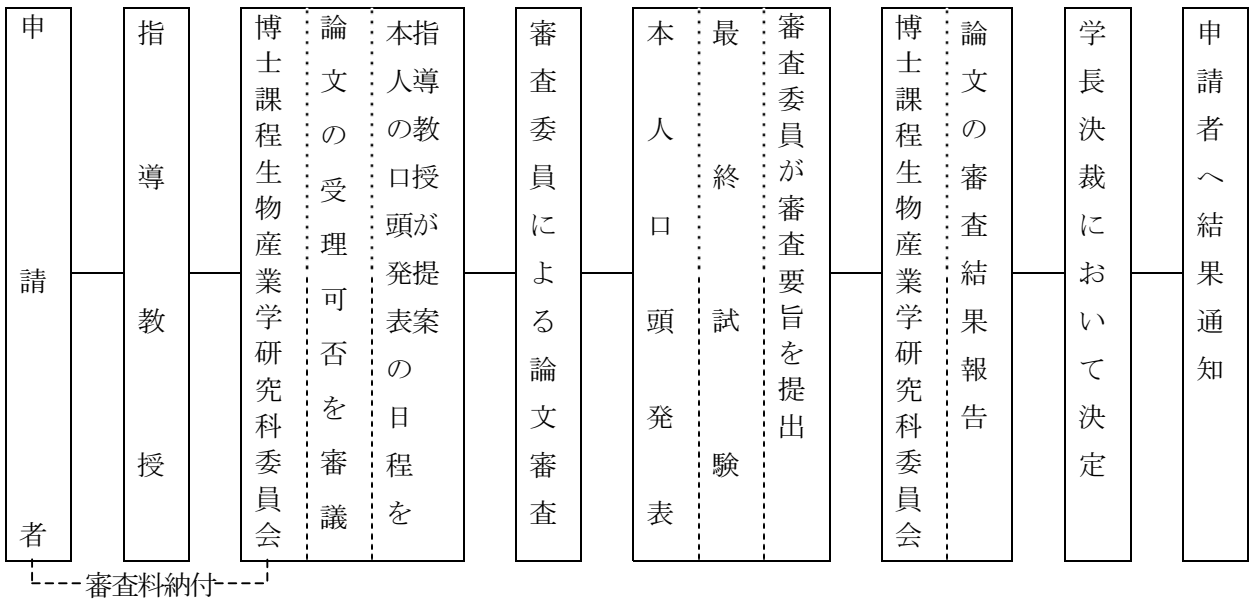 申請者
指導教授
博士課程生物産業学研究科委員会
論文の受理可否を審議
本人の口頭発表の日程を
指導教授が提案
審査委員による論文審査
本人口頭発表
最終試験
審査委員が審査要旨を提出
博士課程生物産業学研究科委員会
論文の審査結果報告
学長決裁において決定
申請者へ結果通知
審査料納付